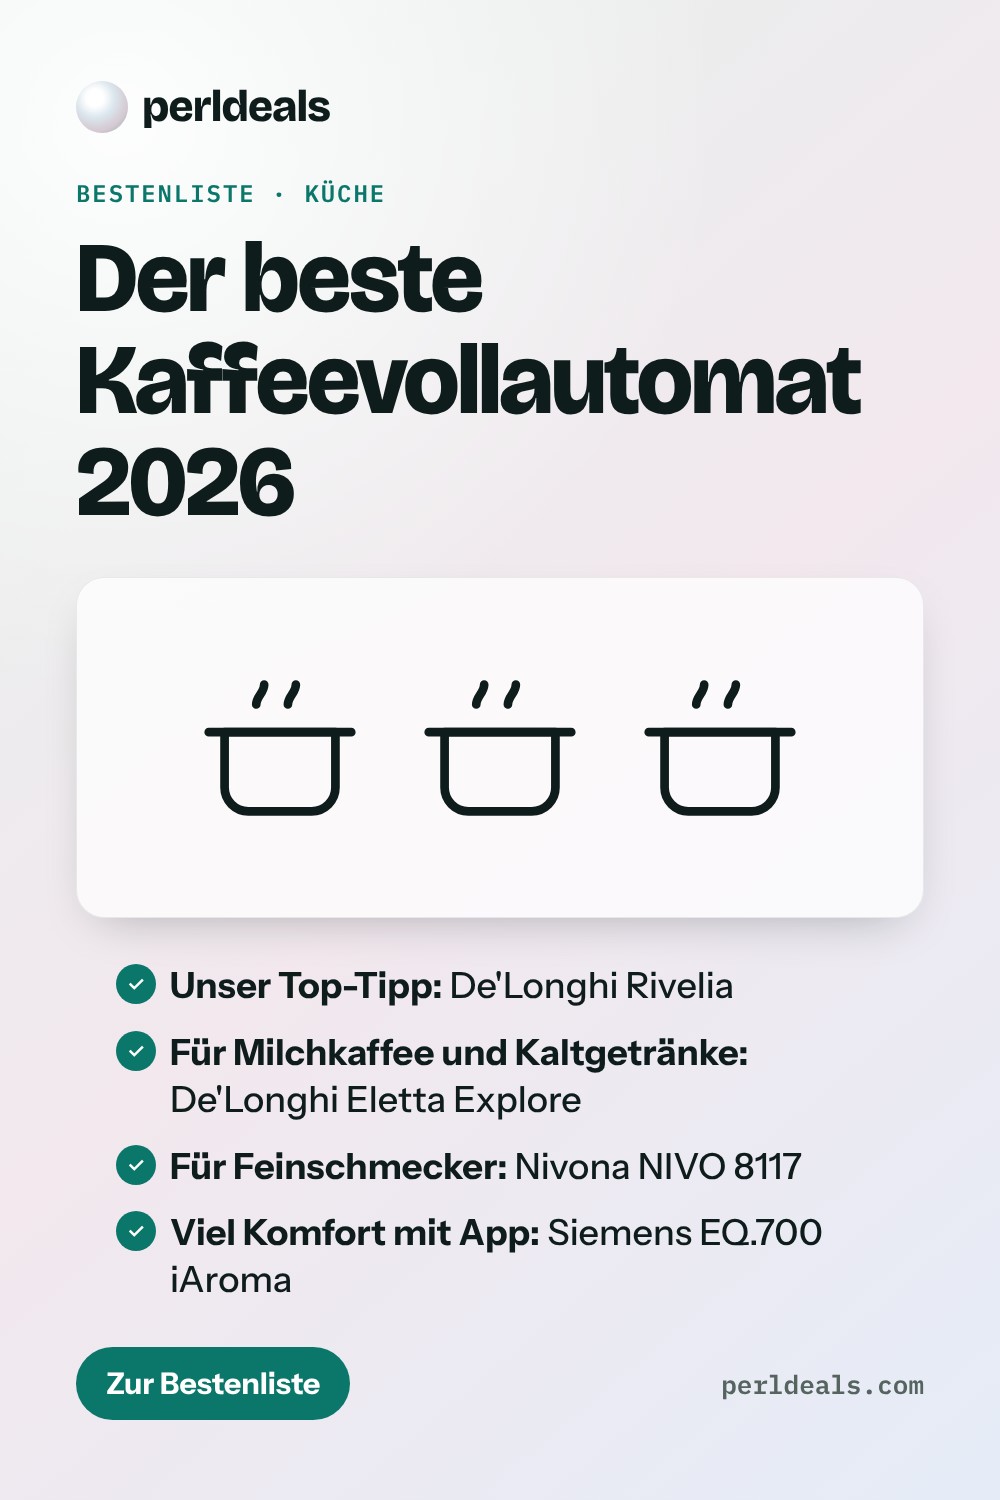 perldeals
BESTENLISTE · KÜCHE
Der beste
Kaffeevollautomat
2026
Unser Top-Tipp: De'Longhi Rivelia
Für Milchkaffee und Kaltgetränke:
De'Longhi Eletta Explore
Für Feinschmecker: Nivona NIVO 8117
Viel Komfort mit App: Siemens EQ.700
iAroma
Zur Bestenliste
perldeals.com